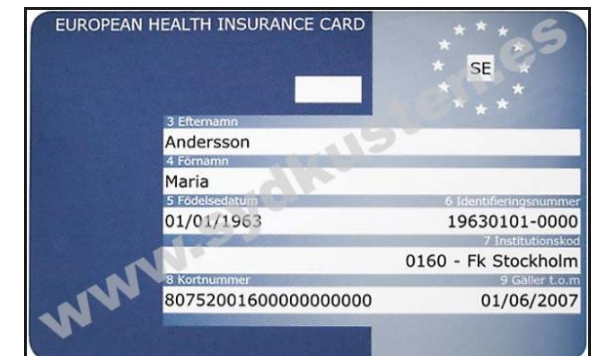 EUROPEAN HEALTH INSURANCE CARD
SE
3 Efternamn
Andersson
4 Förnamn
Maria
5 Födelsedatum 6 Identifieringsnummer
01/01/1963 19630101-0000
7 Institutionskod
0160 - Fk Stockholm
8 Kortnummer 9 Gäller t.o.m
80752001600000000000 01/06/2007
www.sydkusten.es